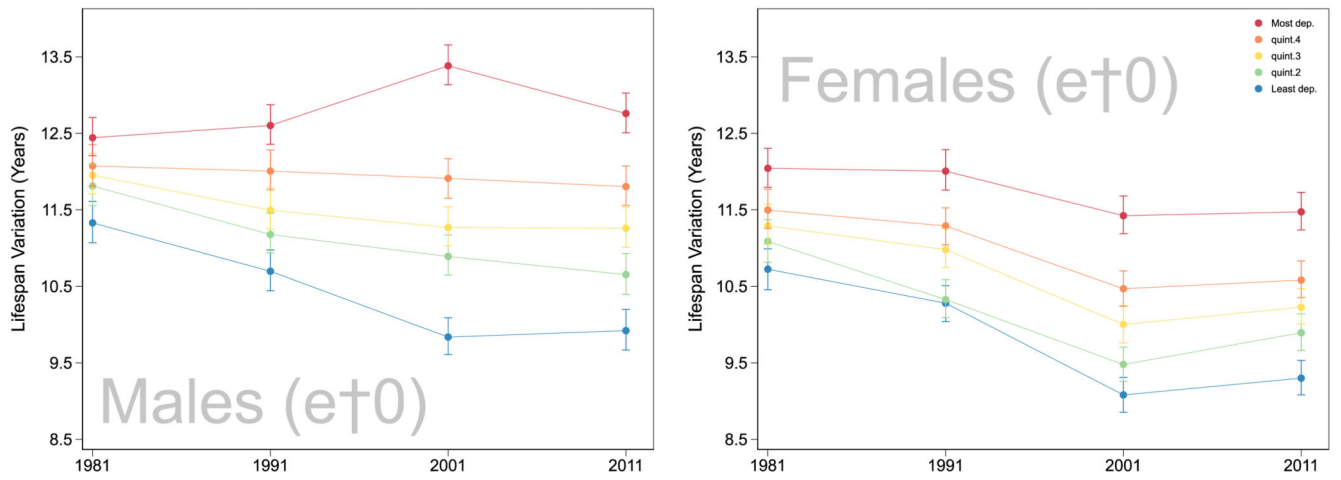 Lifespan Variation (Years)
13.5
12.5
11.5
10.5
9.5
8.5
Males (e†0)
1981
1991
2001
2011
Lifespan Variation (Years)
13.5
12.5
11.5
10.5
9.5
8.5
Females (e†0)
Most dep.
quint.4
quint.3
quint.2
Least dep.
1981
1991
2001
2011